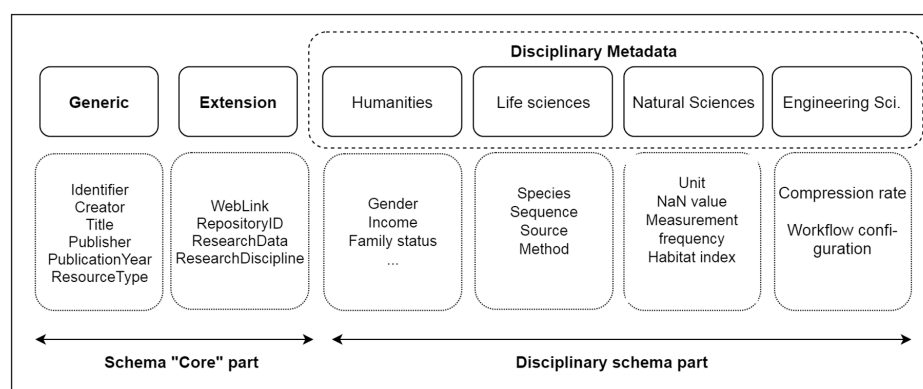 Disciplinary Metadata
Generic
Extension
Humanities
Life sciences
Natural Sciences
Engineering Sci.
Identifier
Creator
Title
Publisher
PublicationYear
ResourceType
WebLink
RepositoryID
ResearchData
ResearchDiscipline
Gender
Income
Family status
...
Species
Sequence
Source
Method
Unit
NaN value
Measurement
frequency
Habitat index
Compression rate
Workflow confi-
guration
Schema "Core" part
Disciplinary schema part